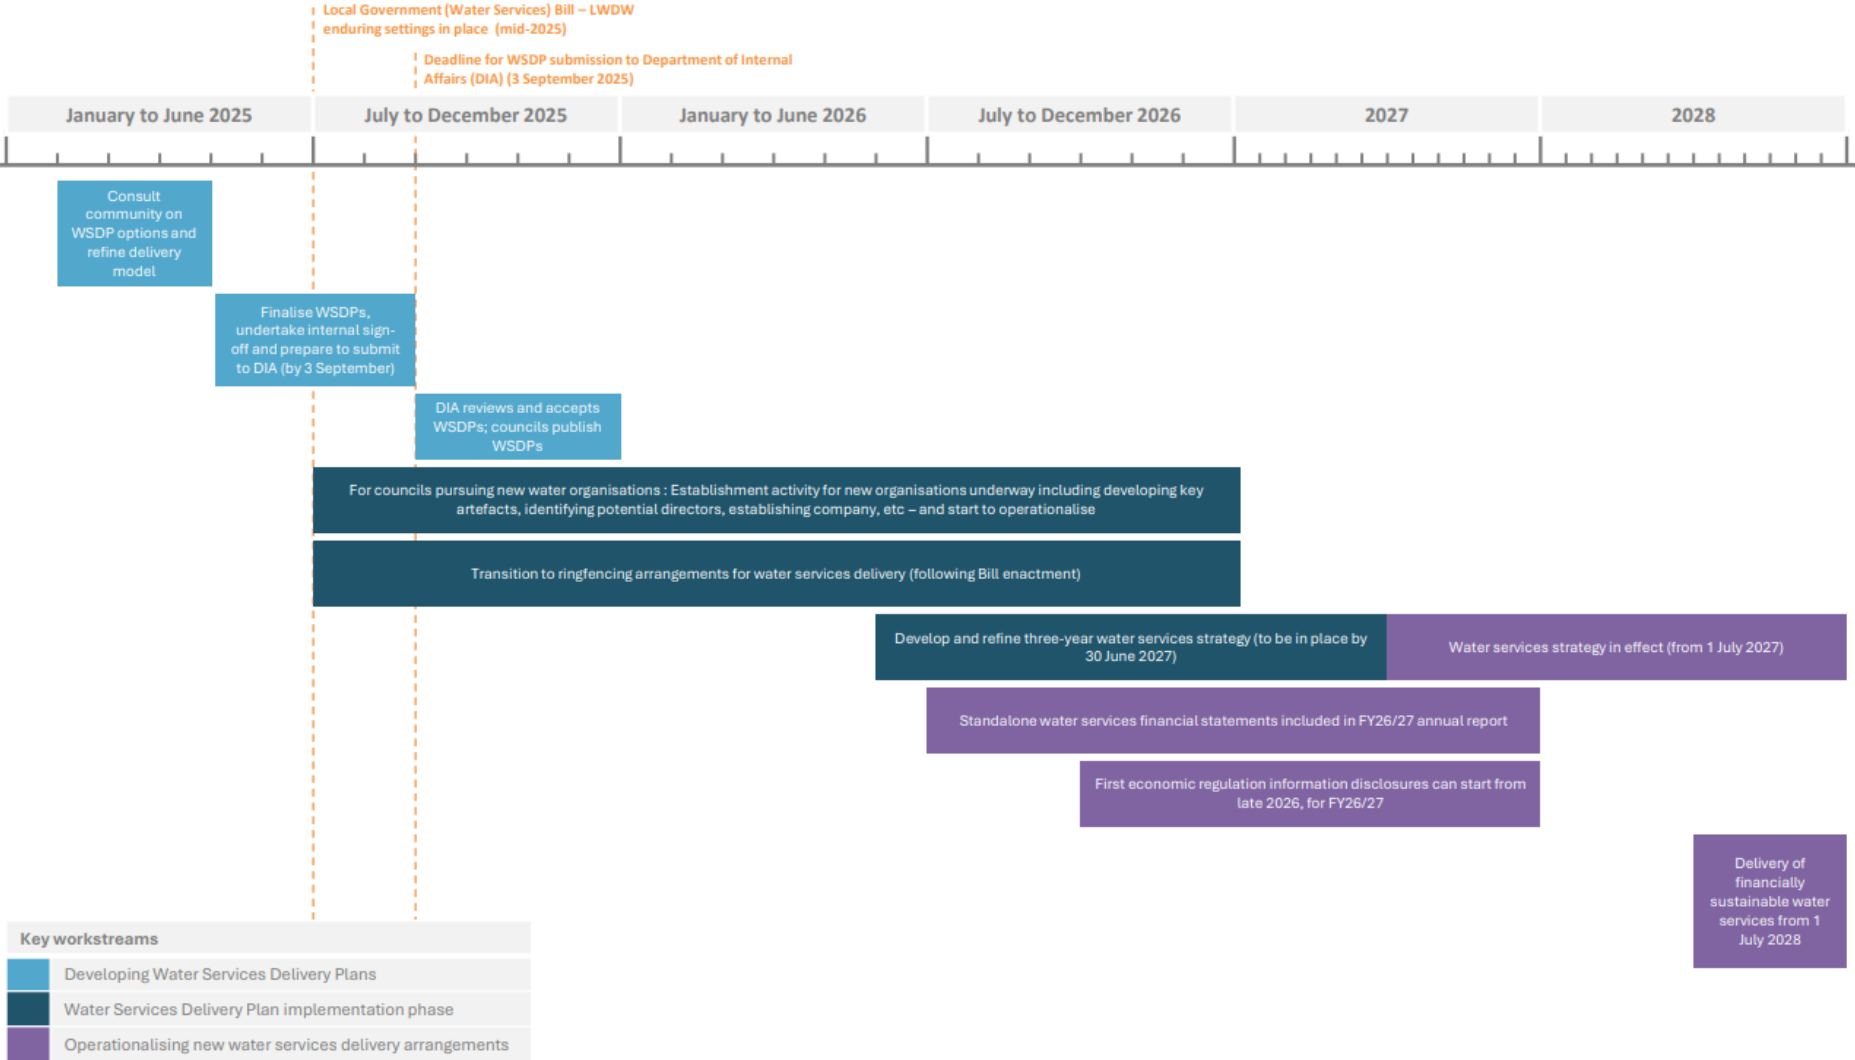 Local Government (Water Services) Bill – LWDW
enduring settings in place (mid-2025)
Deadline for WSDP submission to Department of Internal
Affairs (DIA) (3 September 2025)
January to June 2025
July to December 2025
January to June 2026
July to December 2026
2027
2028
Consult
community on
WSDP options and
refine delivery
model
Finalise WSDPs,
undertake internal sign-
off and prepare to submit
to DIA (by 3 September)
DIA reviews and accepts
WSDPs; councils publish
WSDPs
For councils pursuing new water organisations : Establishment activity for new organisations underway including developing key
artefacts, identifying potential directors, establishing company, etc – and start to operationalise
Transition to ringfencing arrangements for water services delivery (following Bill enactment)
Develop and refine three-year water services strategy (to be in place by
30 June 2027)
Water services strategy in effect (from 1 July 2027)
Standalone water services financial statements included in FY26/27 annual report
First economic regulation information disclosures can start from
late 2026, for FY26/27
Delivery of
financially
sustainable water
services from 1
July 2028
Key workstreams
Developing Water Services Delivery Plans
Water Services Delivery Plan implementation phase
Operationalising new water services delivery arrangements